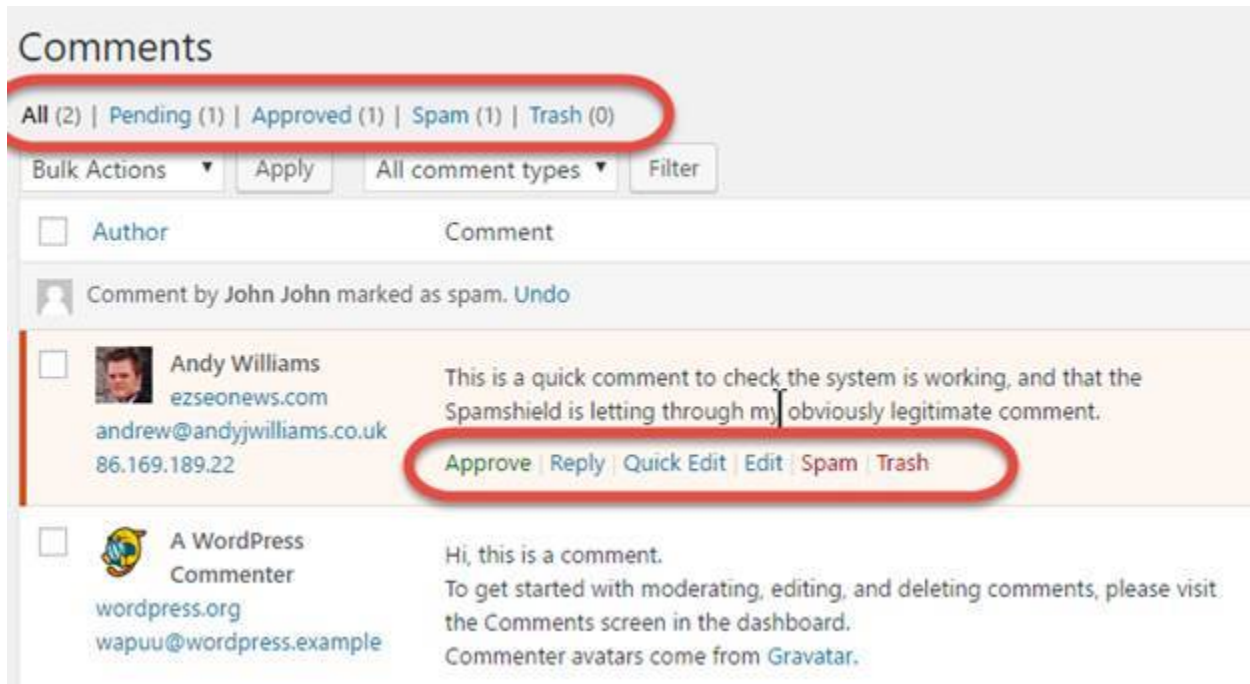 Comments
All (2) | Pending (1) | Approved (1) | Spam (1) | Trash (0)
Bulk Actions Apply All comment types Filter
Author Comment
Comment by John John marked as spam. Undo
Andy Williams
ezseonews.com
andrew@andyjwilliams.co.uk
86.169.189.22
This is a quick comment to check the system is working, and that the
Spamshield is letting through my obviously legitimate comment.
Approve | Reply | Quick Edit | Edit | Spam | Trash
A WordPress
Commenter
wordpress.org
wapuu@wordpress.example
Hi, this is a comment.
To get started with moderating, editing, and deleting comments, please visit
the Comments screen in the dashboard.
Commenter avatars come from Gravatar.